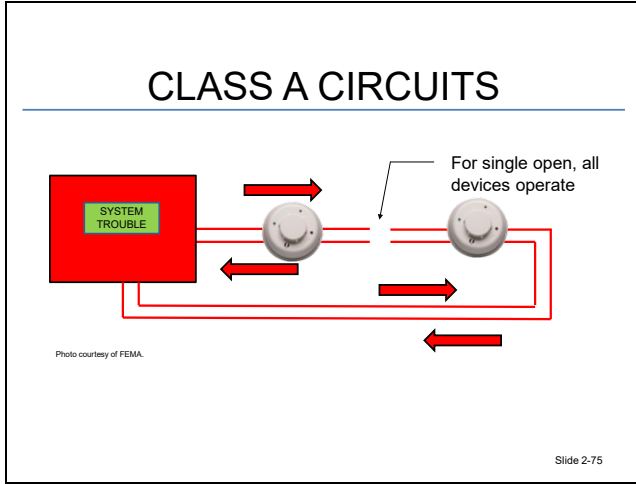 CLASS A CIRCUITS
For single open, all
devices operate
SYSTEM
TROUBLE
Photo courtesy of FEMA.
Slide 2-75